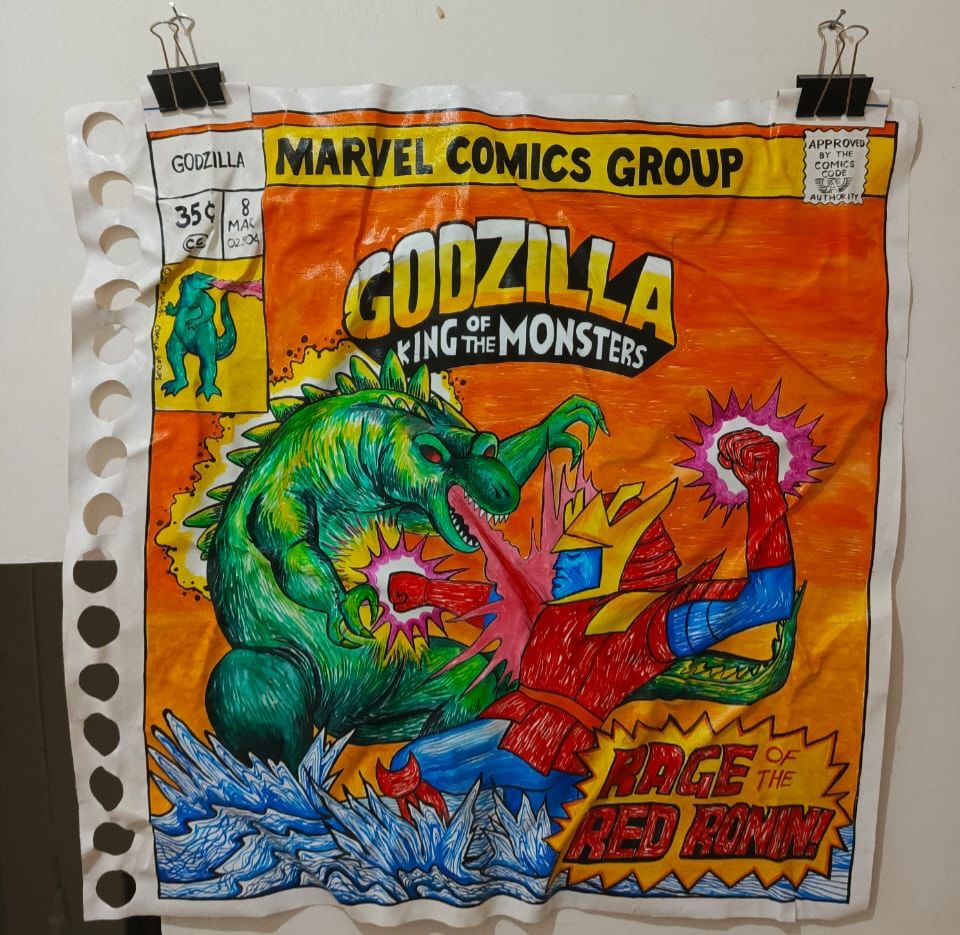 GODZILLA
MARVEL COMICS GROUP
APPROVED
BY THE
COMICS
CODE
AUTHORITY
35¢
CC
8
MAR
02804
GODZILLA
KING OF THE MONSTERS
RAGE OF THE
RED RONIN!